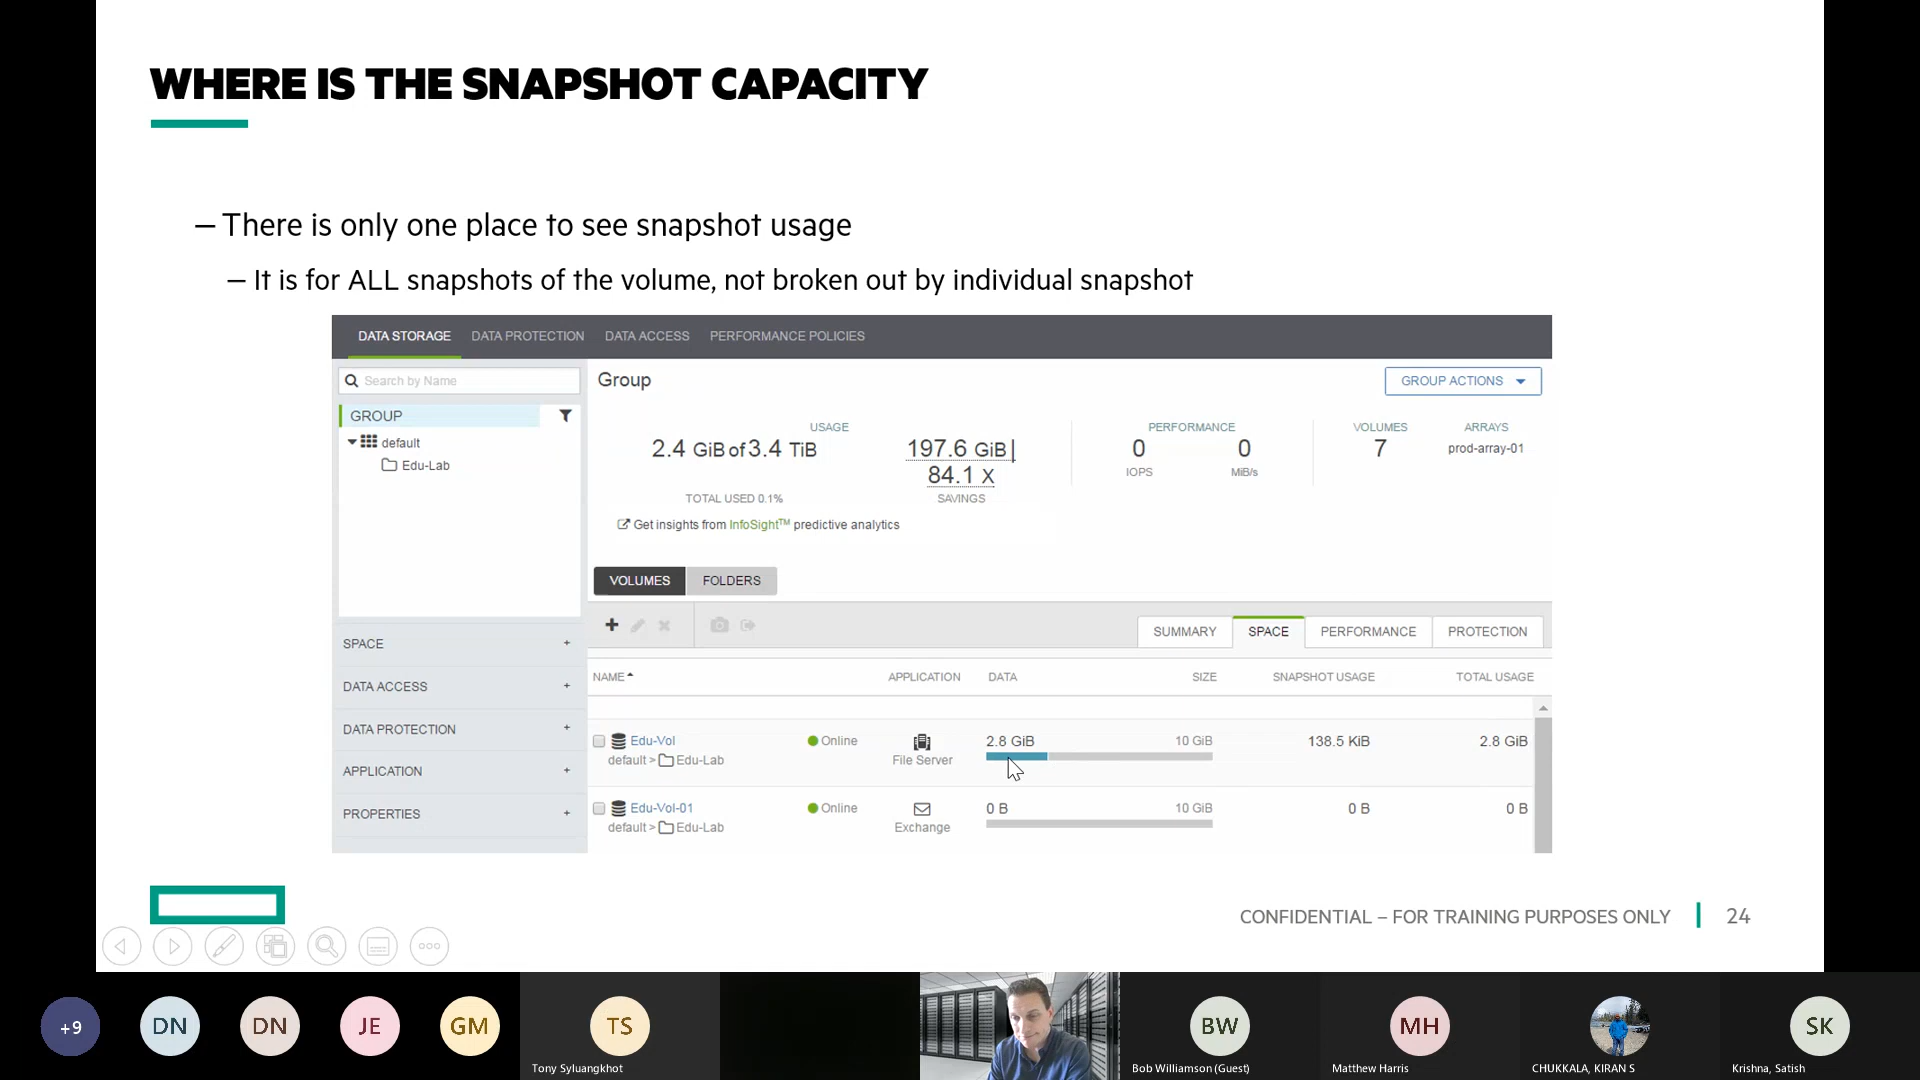 WHERE IS THE SNAPSHOT CAPACITY
– There is only one place to see snapshot usage
– It is for ALL snapshots of the volume, not broken out by individual snapshot
DATA STORAGE DATA PROTECTION DATA ACCESS PERFORMANCE POLICIES
Search by Name
GROUP
default
Edu-Lab
SPACE +
DATA ACCESS +
DATA PROTECTION +
APPLICATION +
PROPERTIES +
Group
GROUP ACTIONS
USAGE
2.4 GiB of 3.4 TiB
TOTAL USED 0.1%
197.6 GiB|
84.1 X
SAVINGS
PERFORMANCE
0 0
IOPS MiB/s
VOLUMES
7
ARRAYS
prod-array-01
Get insights from InfoSight™ predictive analytics
VOLUMES FOLDERS
SUMMARY SPACE PERFORMANCE PROTECTION
NAME APPLICATION DATA SIZE SNAPSHOT USAGE TOTAL USAGE
Edu-Vol Online 2.8 GiB 10 GiB 138.5 KiB 2.8 GiB
default > Edu-Lab File Server
Edu-Vol-01 Online 0 B 10 GiB 0 B 0 B
default > Edu-Lab Exchange
CONFIDENTIAL – FOR TRAINING PURPOSES ONLY 24
+9 DN DN JE GM TS BW MH SK
Tony Syluangkhot Bob Williamson (Guest) Matthew Harris CHUKKALA, KIRAN S Krishna, Satish